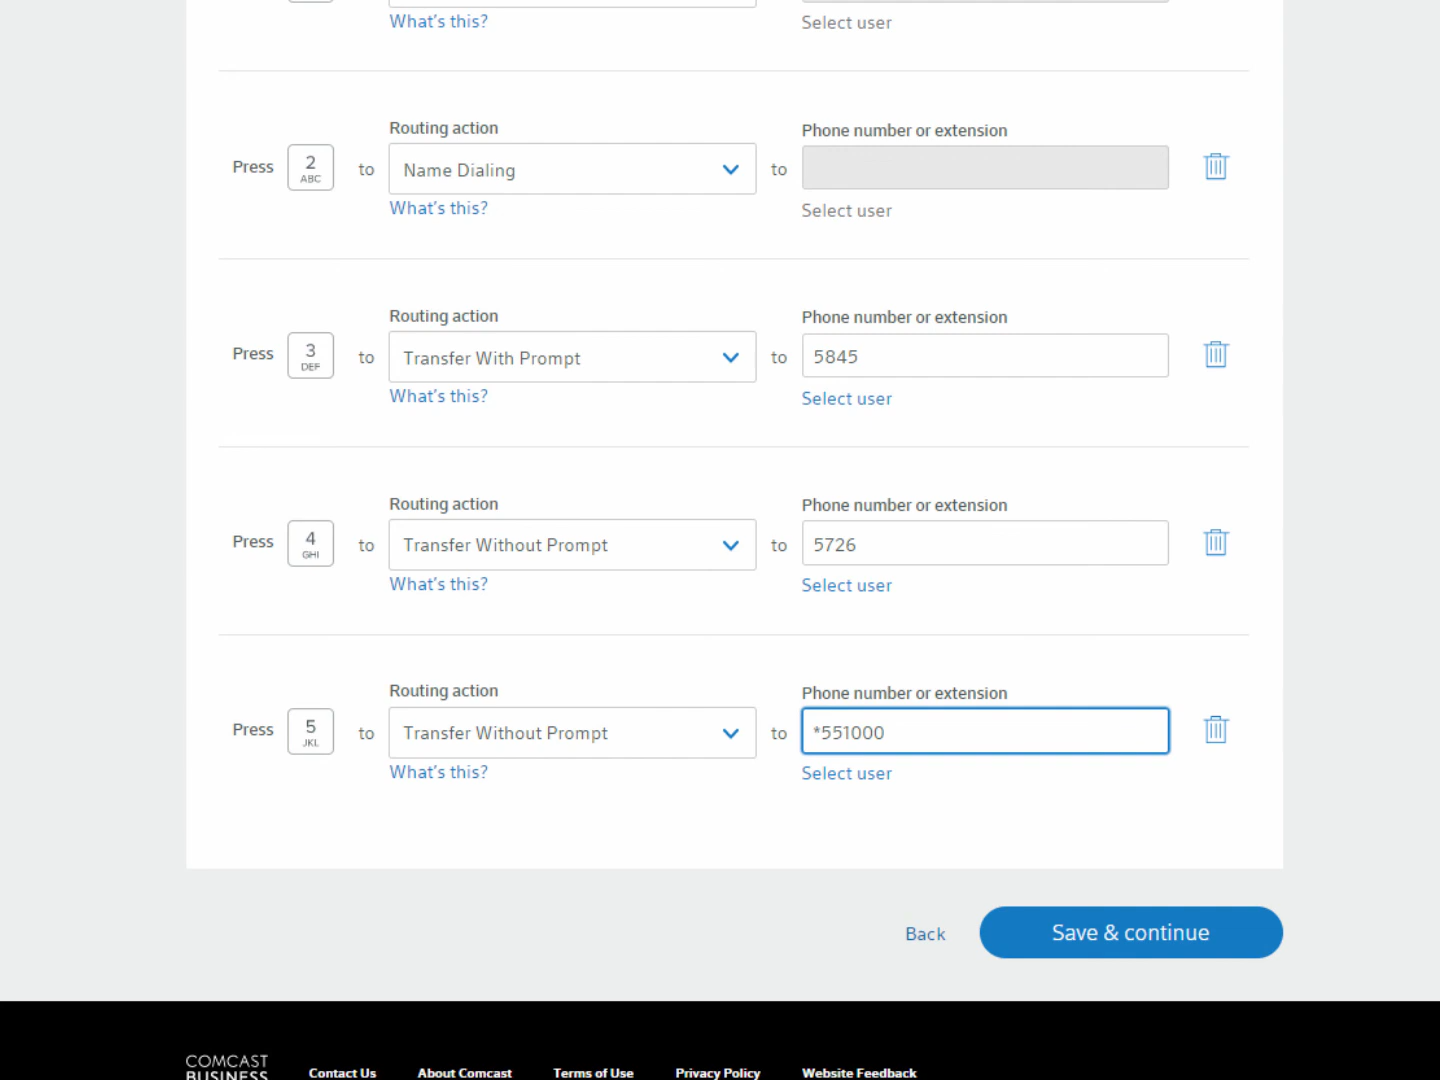 What's this?
Select user
Routing action
Phone number or extension
Press 2 ABC to Name Dialing to
What's this?
Select user
Routing action
Phone number or extension
Press 3 DEF to Transfer With Prompt to 5845
What's this?
Select user
Routing action
Phone number or extension
Press 4 GHI to Transfer Without Prompt to 5726
What's this?
Select user
Routing action
Phone number or extension
Press 5 JKL to Transfer Without Prompt to *551000
What's this?
Select user
Back Save & continue
COMCAST
BUSINESS
Contact Us About Comcast Terms of Use Privacy Policy Website Feedback